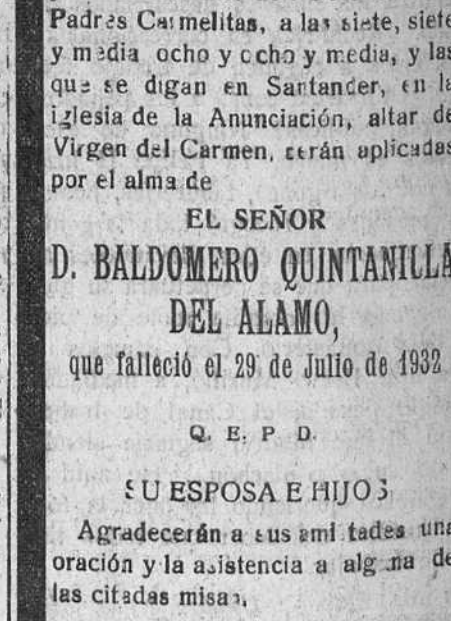 Padres Carmelitas, a las siete, siete
y media ocho y ocho y media, y las
que se digan en Santander, en la
iglesia de la Anunciación, altar de
Virgen del Carmen, serán aplicadas
por el alma de
EL SEÑOR
D. BALDOMERO QUINTANILLA
DEL ALAMO,
que falleció el 29 de Julio de 1932
Q. E. P. D.
SU ESPOSA E HIJOS
Agradecerán a sus amistades una
oración y la asistencia a alguna de
las citadas misas.